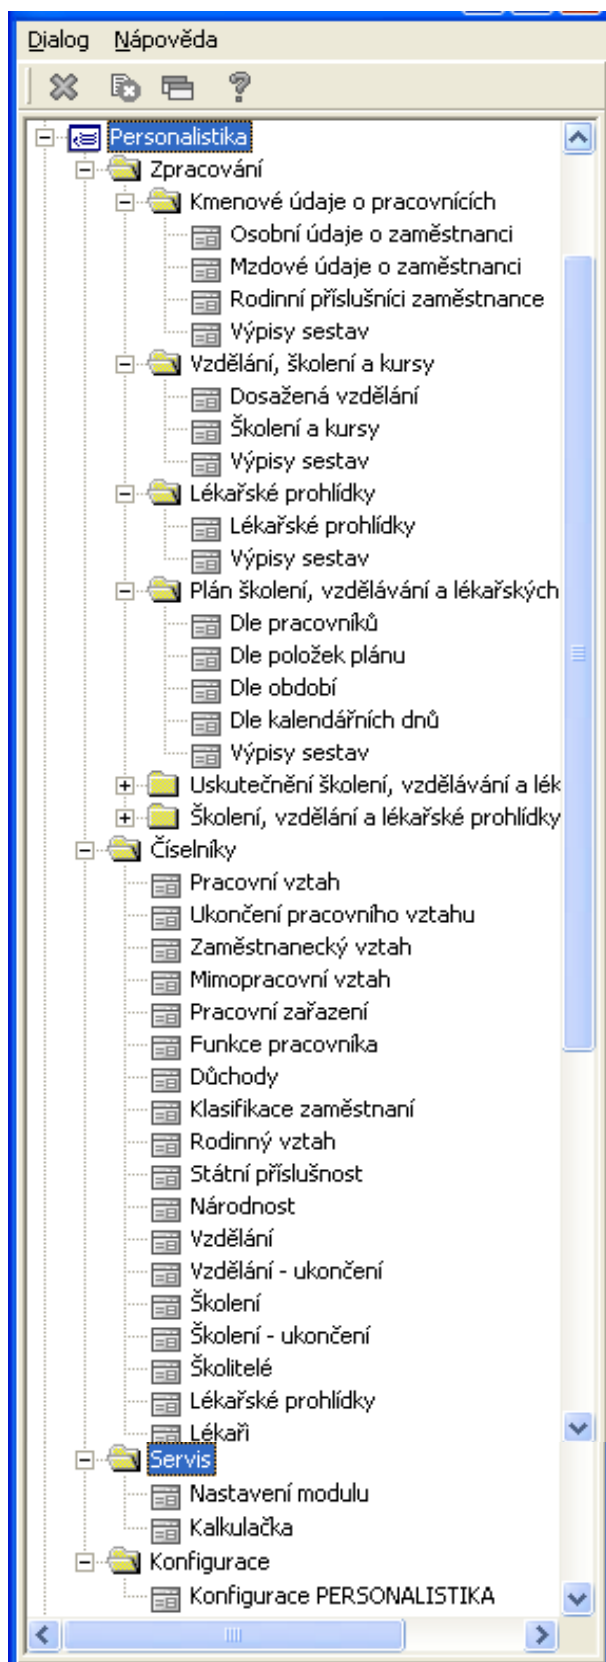 Dialog Nápověda
Personalistika
Zpracování
Kmenové údaje o pracovnících
Osobní údaje o zaměstnanci
Mzdové údaje o zaměstnanci
Rodinní příslušníci zaměstnance
Výpisy sestav
Vzdělání, školení a kursy
Dosažená vzdělání
Školení a kursy
Výpisy sestav
Lékařské prohlídky
Lékařské prohlídky
Výpisy sestav
Plán školení, vzdělávání a lékařských
Dle pracovníků
Dle položek plánu
Dle období
Dle kalendářních dnů
Výpisy sestav
Uskutečnění školení, vzdělávání a lék
Školení, vzdělání a lékařské prohlídky
Číselníky
Pracovní vztah
Ukončení pracovního vztahu
Zaměstnanecký vztah
Mimopracovní vztah
Pracovní zařazení
Funkce pracovníka
Důchody
Klasifikace zaměstnaní
Rodinný vztah
Státní příslušnost
Národnost
Vzdělání
Vzdělání - ukončení
Školení
Školení - ukončení
Školitelé
Lékařské prohlídky
Lékaři
Servis
Nastavení modulu
Kalkulačka
Konfigurace
Konfigurace PERSONALISTIKA